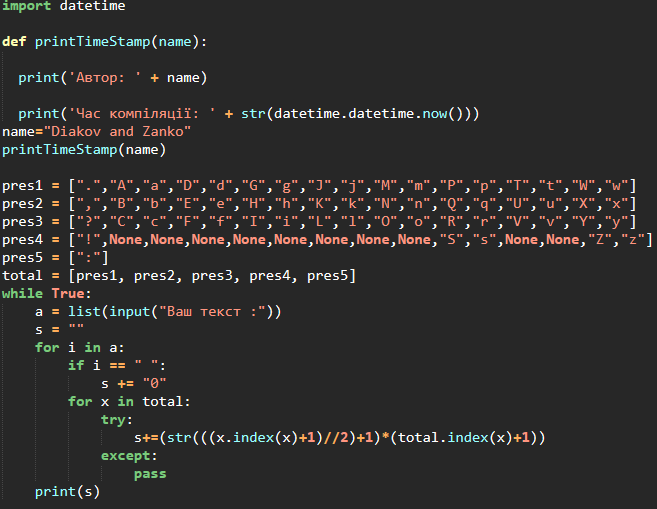 import datetime
def printTimeStamp(name):
print('Автор: ' + name)
print('Час компіляції: ' + str(datetime.datetime.now()))
name="Diakov and Zanko"
printTimeStamp(name)
pres1 = [".","A","a","D","d","G","g","J","j","M","m","P","p","T","t","W","w"]
pres2 = [",","B","b","E","e","H","h","K","k","N","n","Q","q","U","u","X","x"]
pres3 = ["?","C","c","F","f","I","i","L","l","O","o","R","r","V","v","Y","y"]
pres4 = ["!",None,None,None,None,None,None,None,None,"S","s",None,None,"Z","z"]
pres5 = [":"]
total = [pres1, pres2, pres3, pres4, pres5]
while True:
a = list(input("Ваш текст :"))
s = ""
for i in a:
if i == " ":
s += "0"
for x in total:
try:
s+=(str(((x.index(x)+1)//2)+1)*(total.index(x)+1))
except:
pass
print(s)